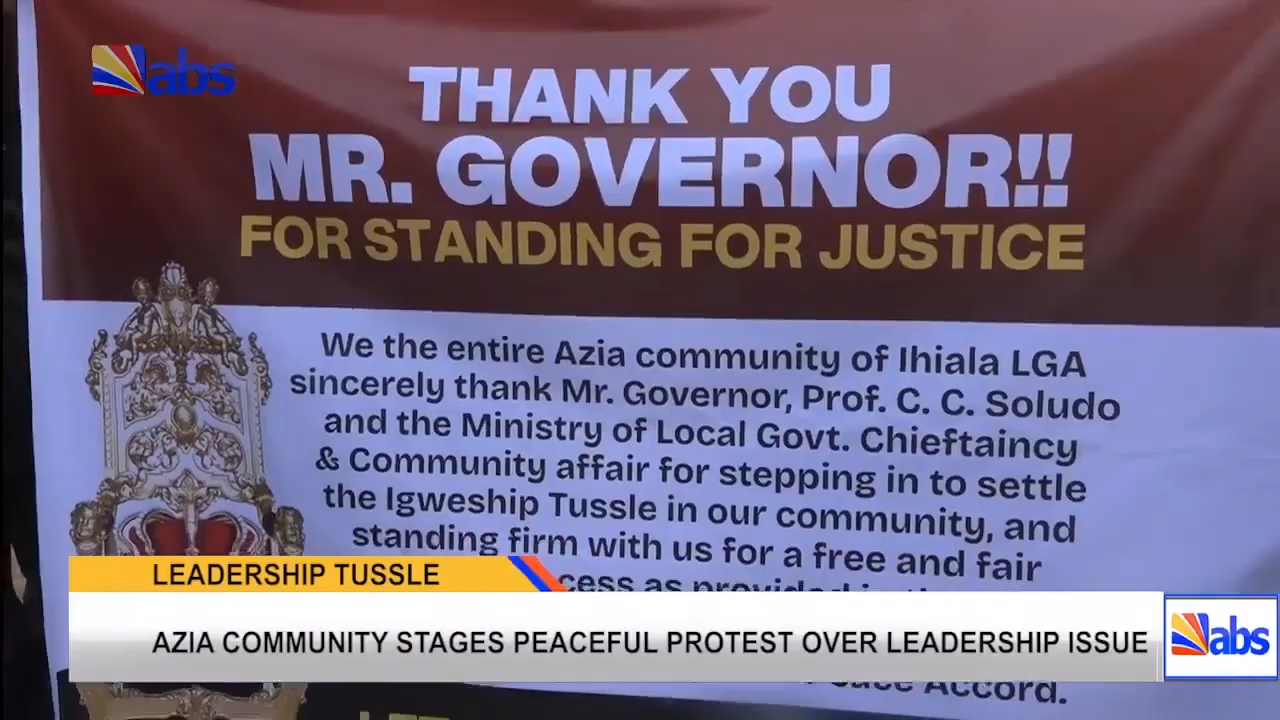 abs
THANK YOU
MR. GOVERNOR!!
FOR STANDING FOR JUSTICE
We the entire Azia community of Ihiala LGA
sincerely thank Mr. Governor, Prof. C. C. Soludo
and the Ministry of Local Govt. Chieftaincy
& Community affair for stepping in to settle
the Igweship Tussle in our community, and
standing firm with us for a free and fair
as provided
Accord.
LEADERSHIP TUSSLE
AZIA COMMUNITY STAGES PEACEFUL PROTEST OVER LEADERSHIP ISSUE
abs